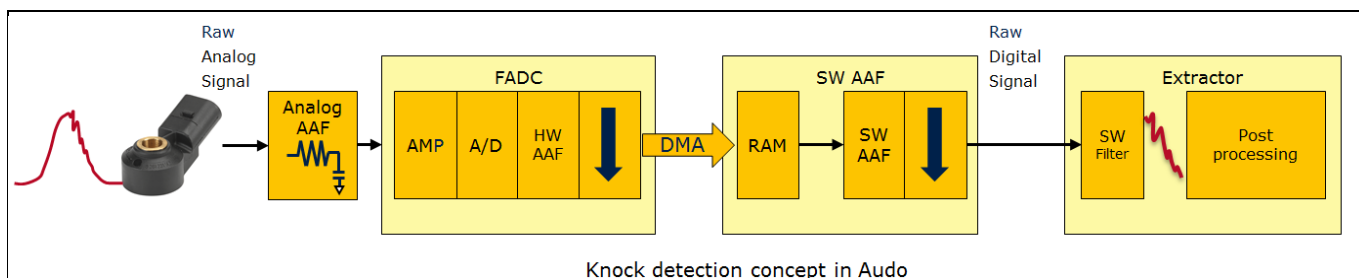 Raw
Analog
Signal
Analog
AAF
FADC
AMP
A/D
HW
AAF
DMA
SW AAF
RAM
SW
AAF
Raw
Digital
Signal
Extractor
SW
Filter
Post
processing
Knock detection concept in Audo